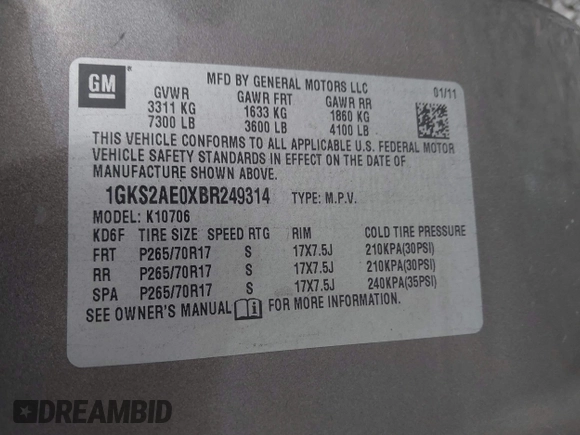 GM
MFD BY GENERAL MOTORS LLC
GVWR GAWR FRT GAWR RR 01/11
3311 KG 1633 KG 1860 KG
7300 LB 3600 LB 4100 LB
THIS VEHICLE CONFORMS TO ALL APPLICABLE U.S. FEDERAL MOTOR
VEHICLE SAFETY STANDARDS IN EFFECT ON THE DATE OF
MANUFACTURE SHOWN ABOVE.
1GKS2AE0XBR249314 TYPE: M.P.V.
MODEL: K10706
KD6F TIRE SIZE SPEED RTG RIM COLD TIRE PRESSURE
FRT P265/70R17 S 17X7.5J 210KPA(30PSI)
RR P265/70R17 S 17X7.5J 210KPA(30PSI)
SPA P265/70R17 S 17X7.5J 240KPA(35PSI)
SEE OWNER'S MANUAL FOR MORE INFORMATION.
DREAMBID